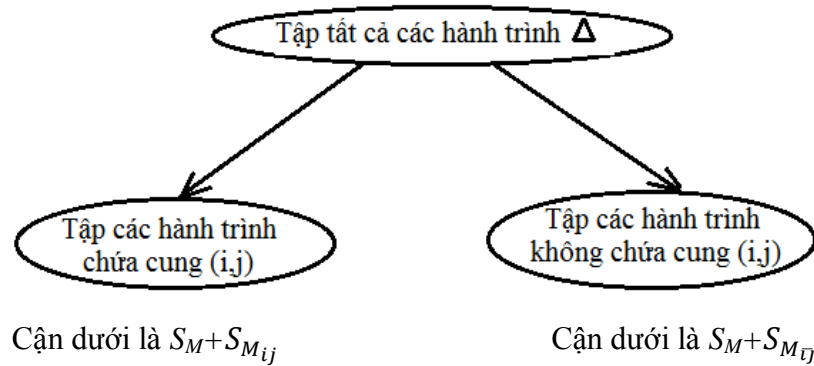 Tập tất cả các hành trình Δ
Tập các hành trình
chứa cung (i,j)
Tập các hành trình
không chứa cung (i,j)
Cận dưới là S_M+S_{M_{ij}}
Cận dưới là S_M+S_{M_{\overline{ij}}}